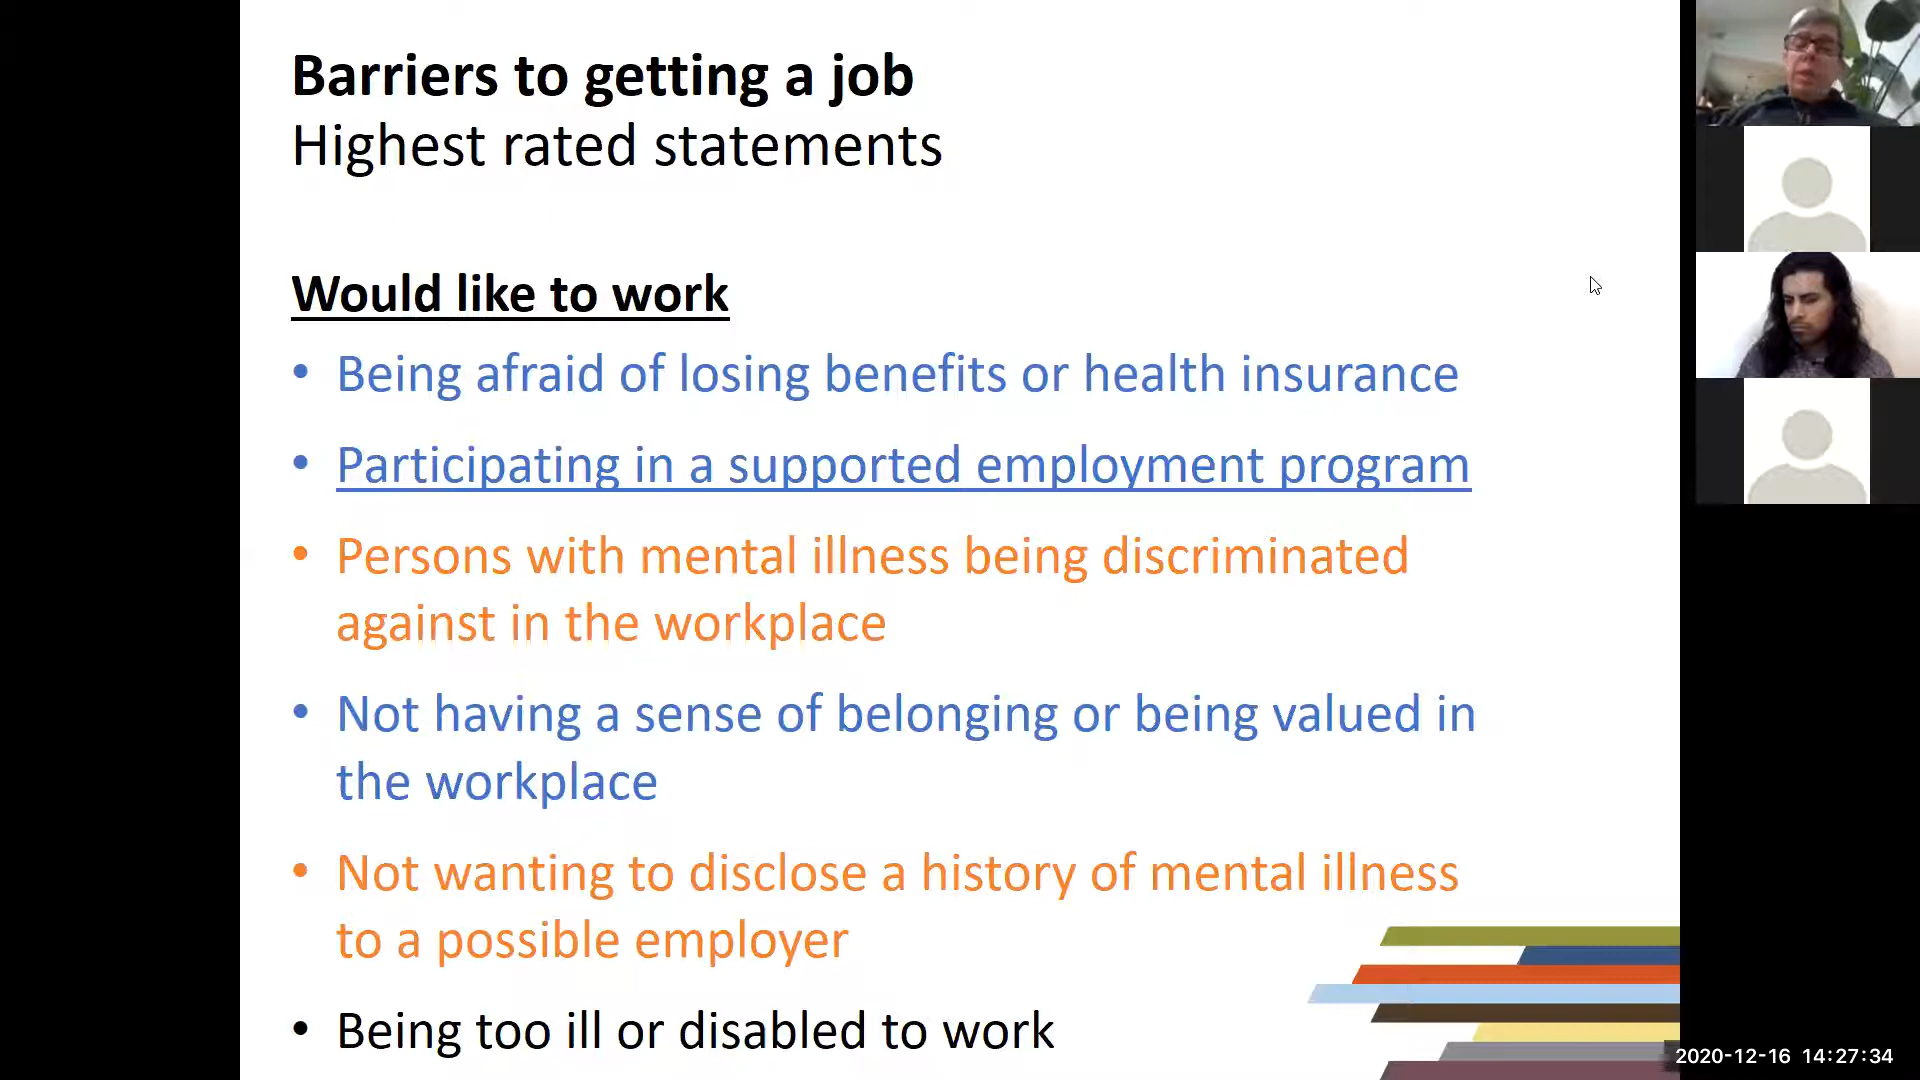 Barriers to getting a job
Highest rated statements
Would like to work
• Being afraid of losing benefits or health insurance
• Participating in a supported employment program
• Persons with mental illness being discriminated
against in the workplace
• Not having a sense of belonging or being valued in
the workplace
• Not wanting to disclose a history of mental illness
to a possible employer
• Being too ill or disabled to work
2020-12-16 14:27:34